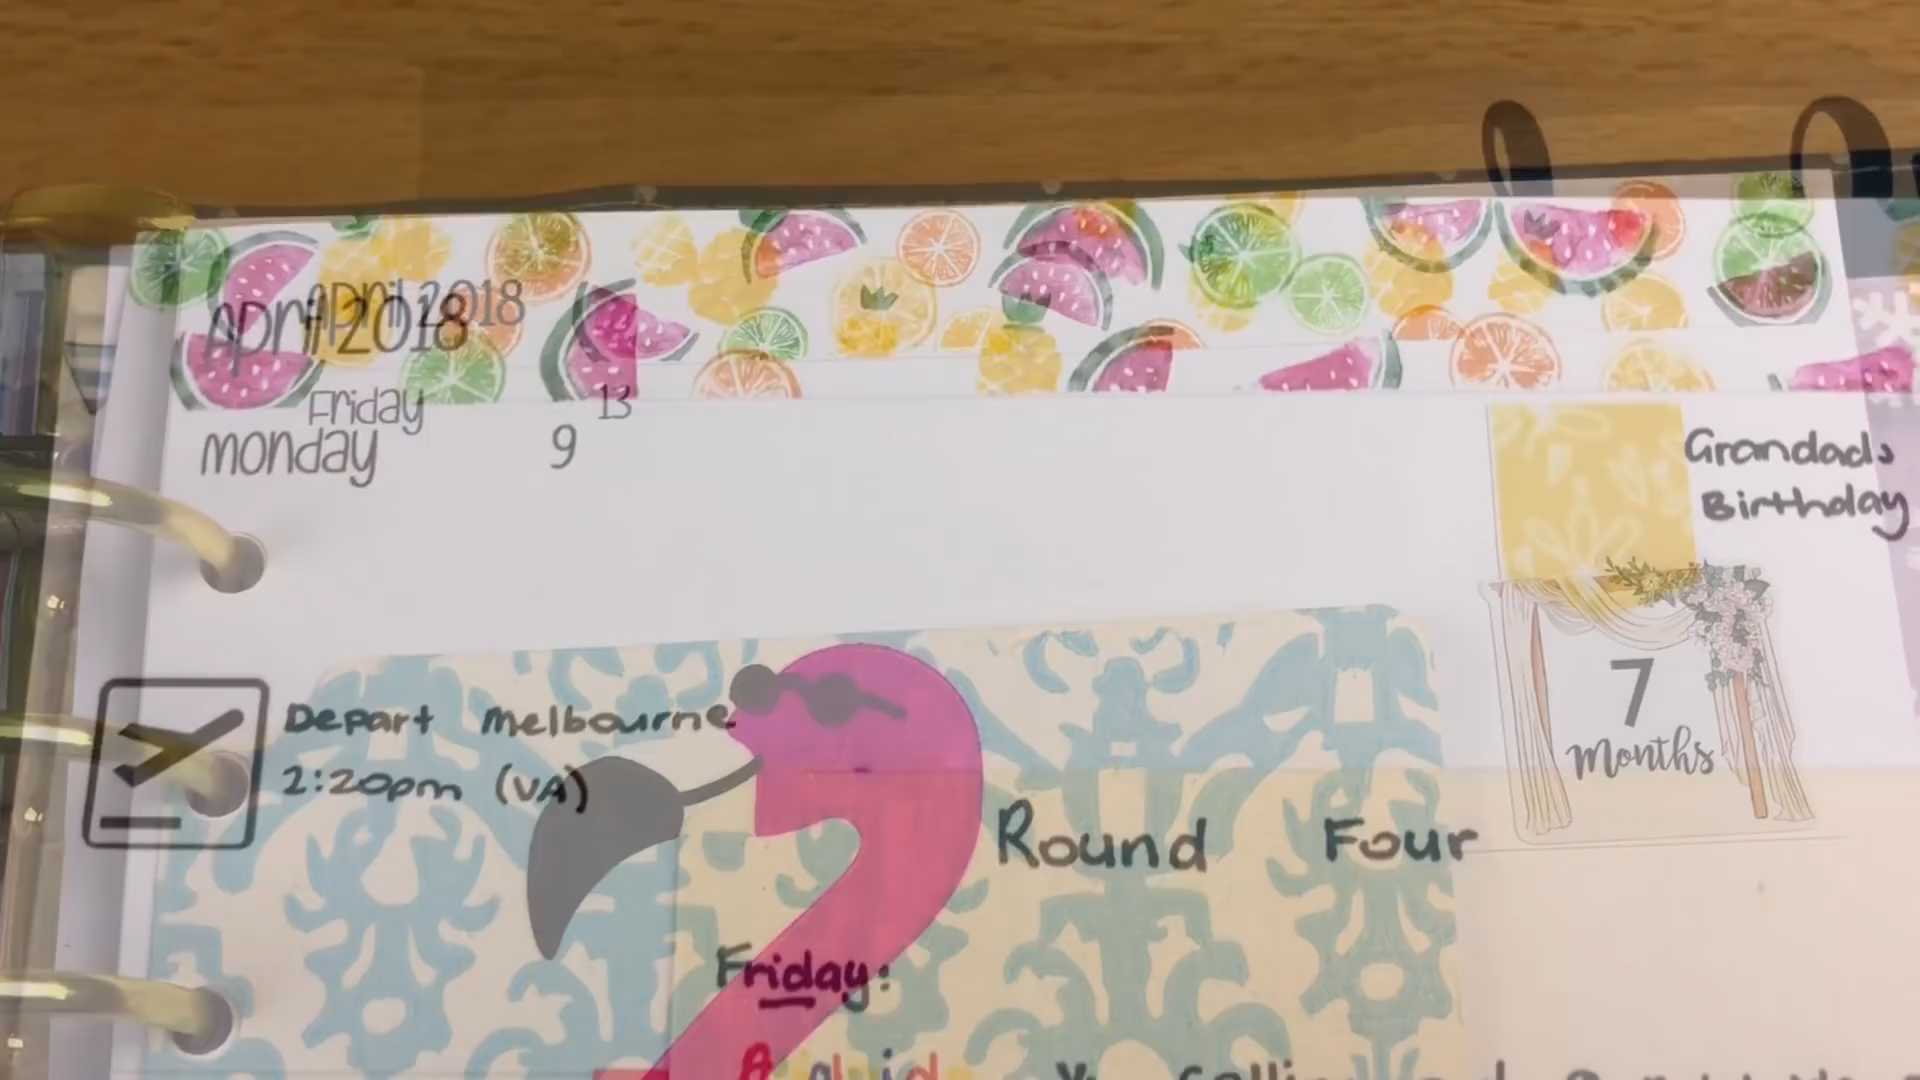 April 2018
April 2018
Friday 13
monday 9
Grandads
Birthday
7
Months
Depart Melbourne
2:20pm (VA)
Round Four
Friday: